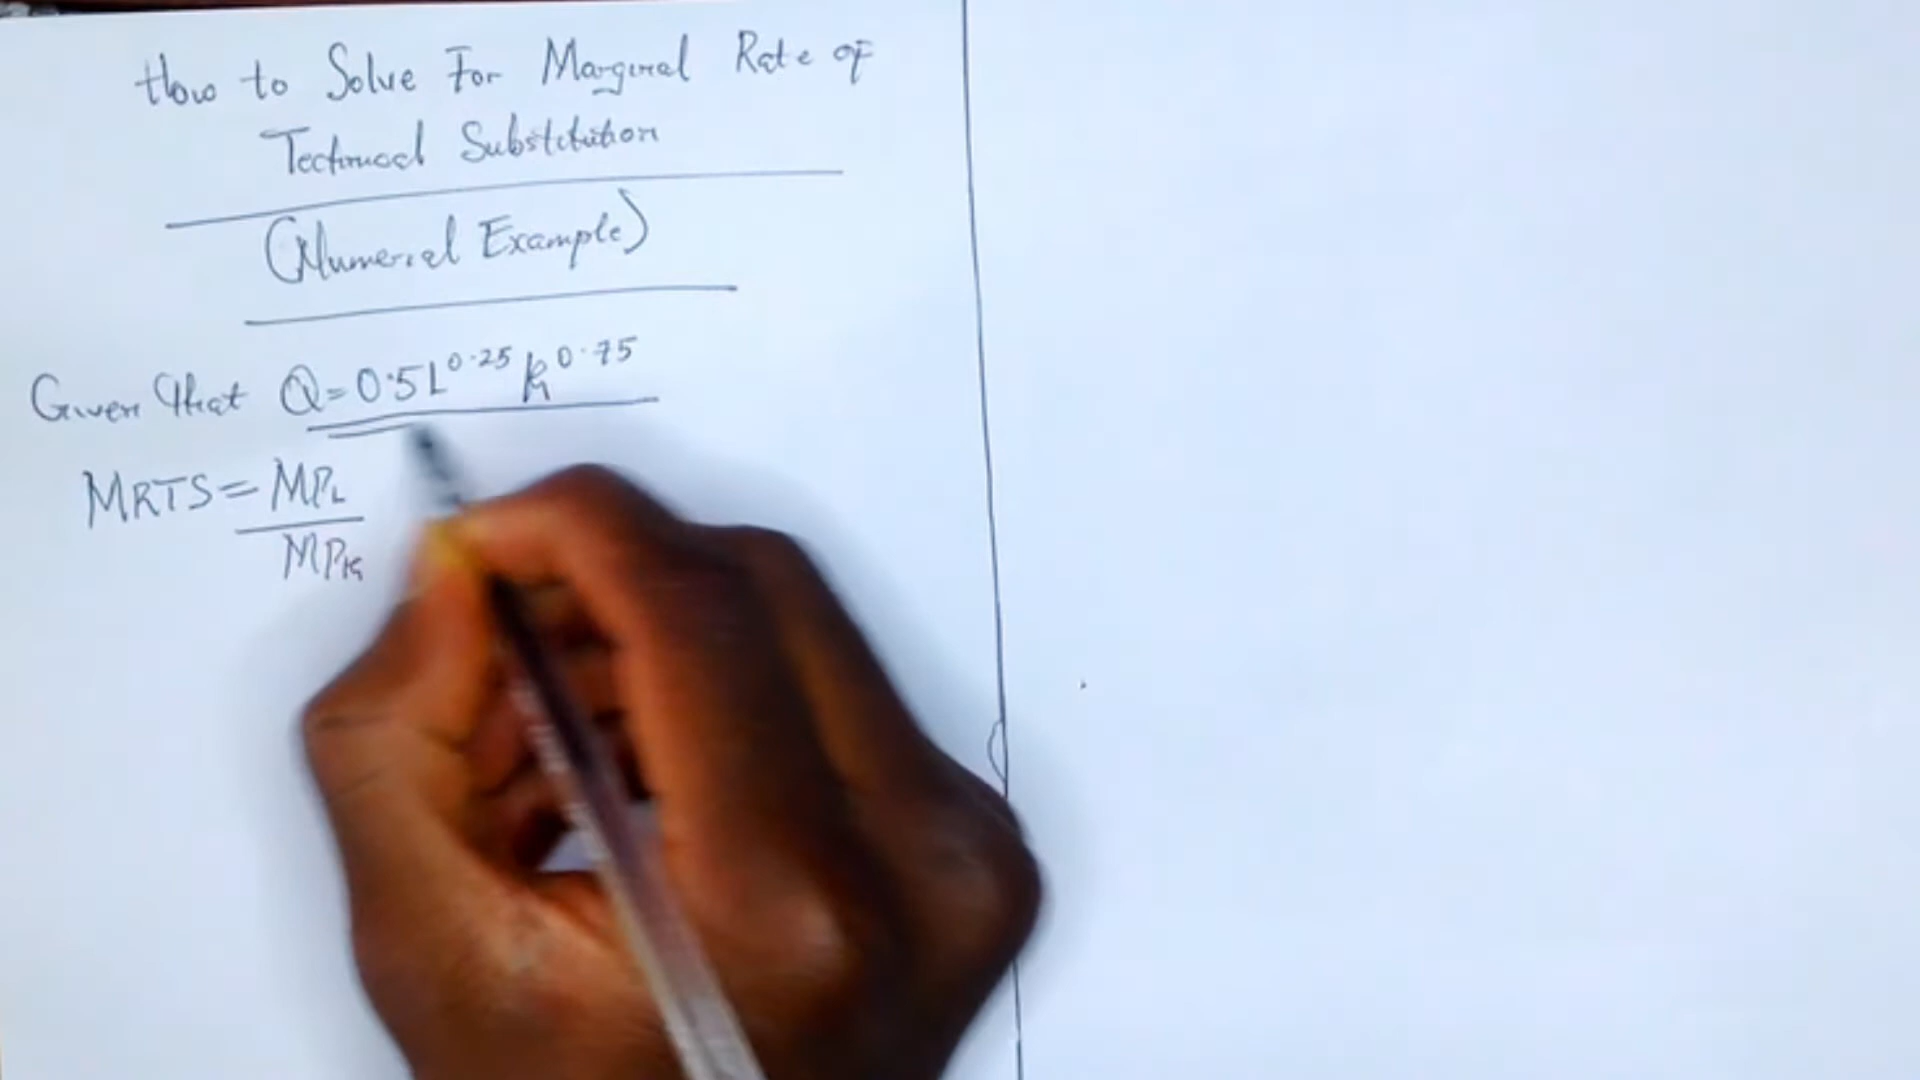 How to Solve For Marginal Rate of
Technical Substitution
(Numerical Example)
Given that Q=0.5L^0.25 K^0.75
MRTS = MPL
MPK